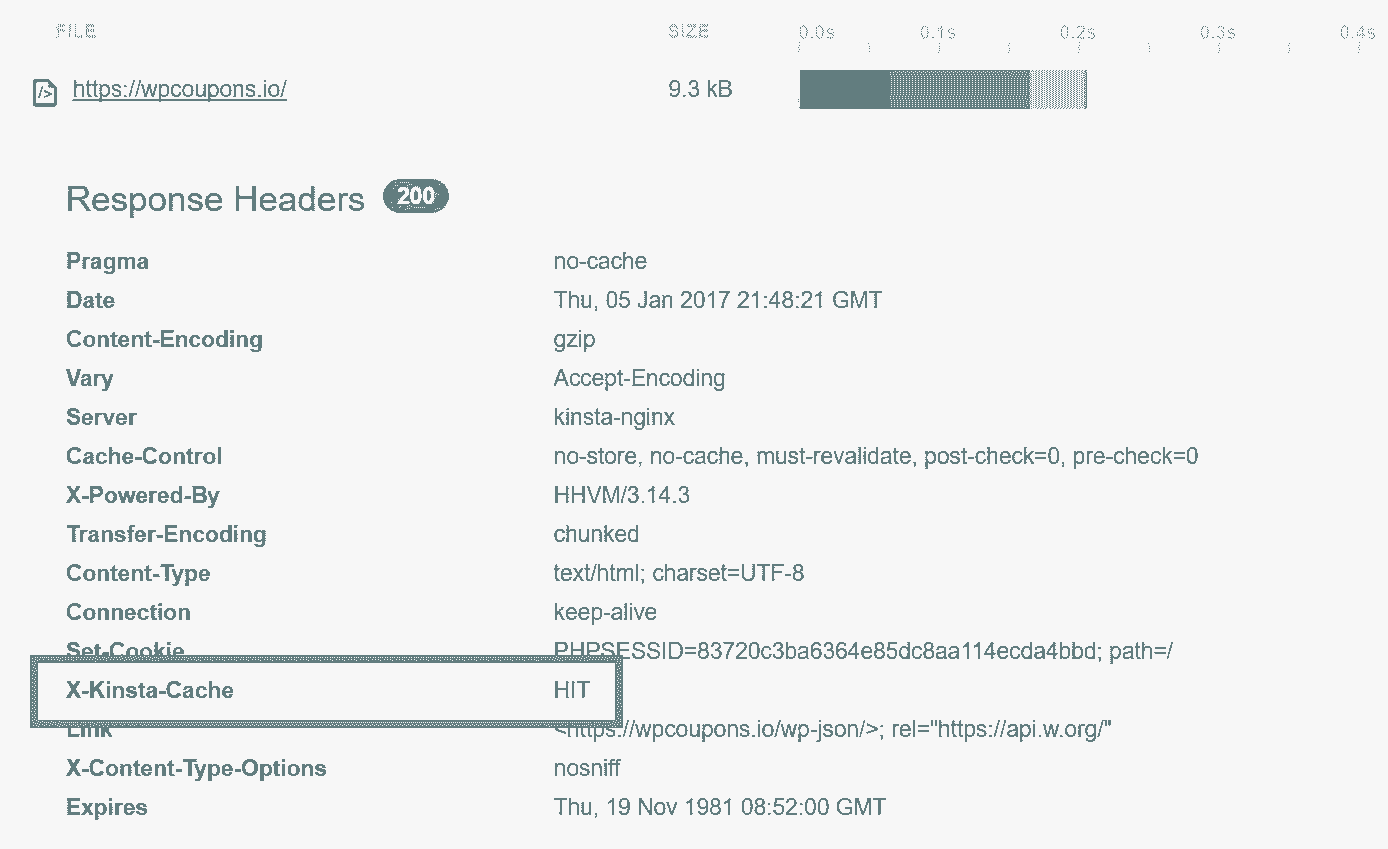 FILE SIZE 0.0s 0.1s 0.2s 0.3s 0.4s
</> https://wpcoupons.io/ 9.3 kB
Response Headers 200
Pragma no-cache
Date Thu, 05 Jan 2017 21:48:21 GMT
Content-Encoding gzip
Vary Accept-Encoding
Server kinsta-nginx
Cache-Control no-store, no-cache, must-revalidate, post-check=0, pre-check=0
X-Powered-By HHVM/3.14.3
Transfer-Encoding chunked
Content-Type text/html; charset=UTF-8
Connection keep-alive
Set-Cookie PHPSESSID=83720c3ba6364e85dc8aa114ecda4bbd; path=/
X-Kinsta-Cache HIT
Link <https://wpcoupons.io/wp-json/>; rel="https://api.w.org/"
X-Content-Type-Options nosniff
Expires Thu, 19 Nov 1981 08:52:00 GMT